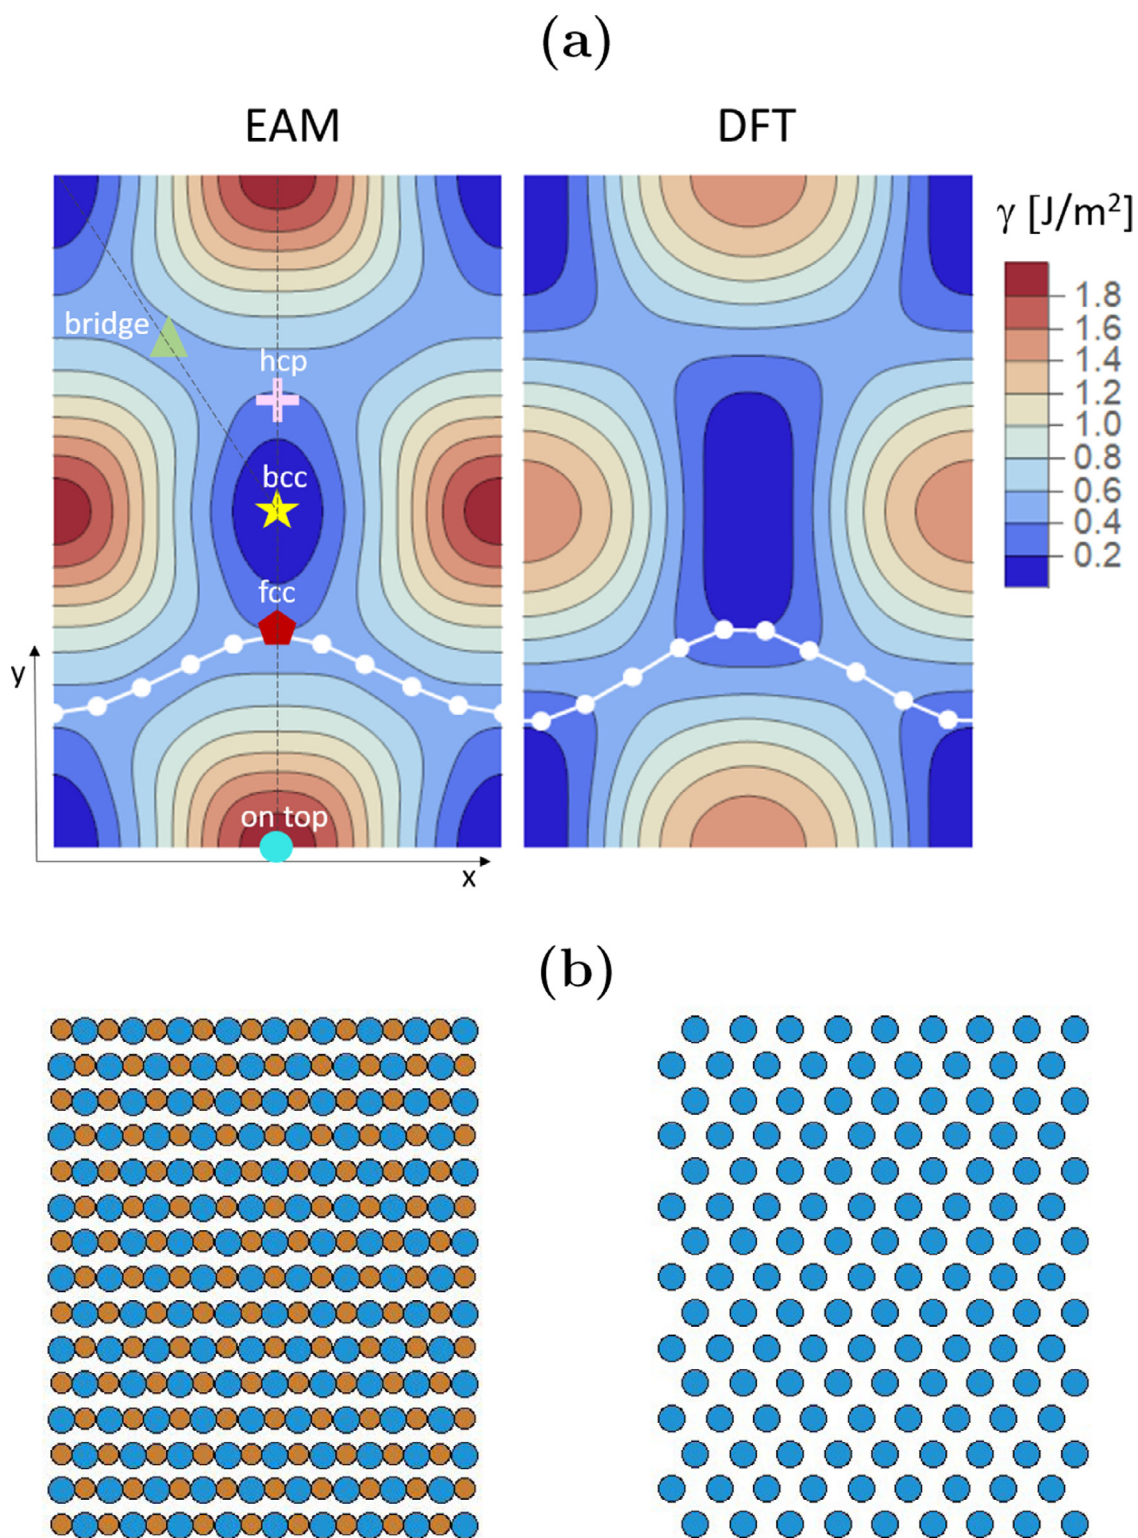 (a)
EAM
DFT
γ [J/m²]
1.8
1.6
1.4
1.2
1.0
0.8
0.6
0.4
0.2
bridge
hcp
bcc
fcc
y
on top
x
(b)